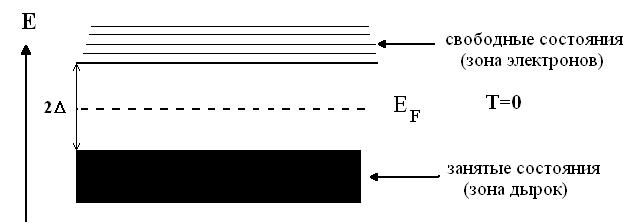 E
свободные состояния
(зона электронов)
2Δ
E_F
T=0
занятые состояния
(зона дырок)